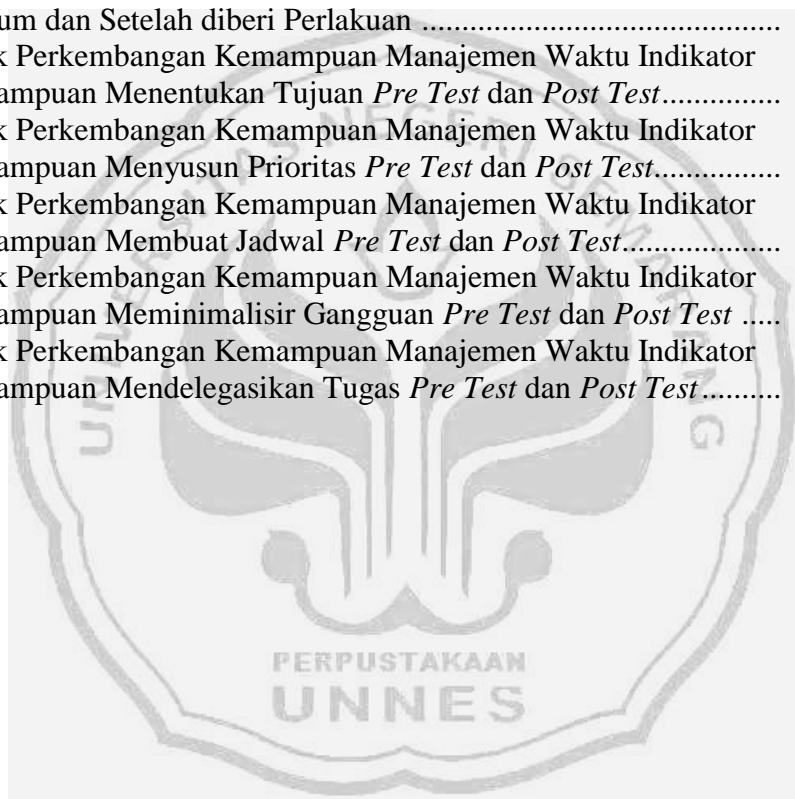 um dan Setelah diberi Perlakuan ..........................................................
k Perkembangan Kemampuan Manajemen Waktu Indikator
ampuan Menentukan Tujuan Pre Test dan Post Test...............
k Perkembangan Kemampuan Manajemen Waktu Indikator
ampuan Menyusun Prioritas Pre Test dan Post Test................
k Perkembangan Kemampuan Manajemen Waktu Indikator
ampuan Membuat Jadwal Pre Test dan Post Test....................
k Perkembangan Kemampuan Manajemen Waktu Indikator
ampuan Meminimalisir Gangguan Pre Test dan Post Test .....
k Perkembangan Kemampuan Manajemen Waktu Indikator
ampuan Mendelegasikan Tugas Pre Test dan Post Test..........
UNIVERSITAS NEGERI SEMARANG
PERPUSTAKAAN
UNNES